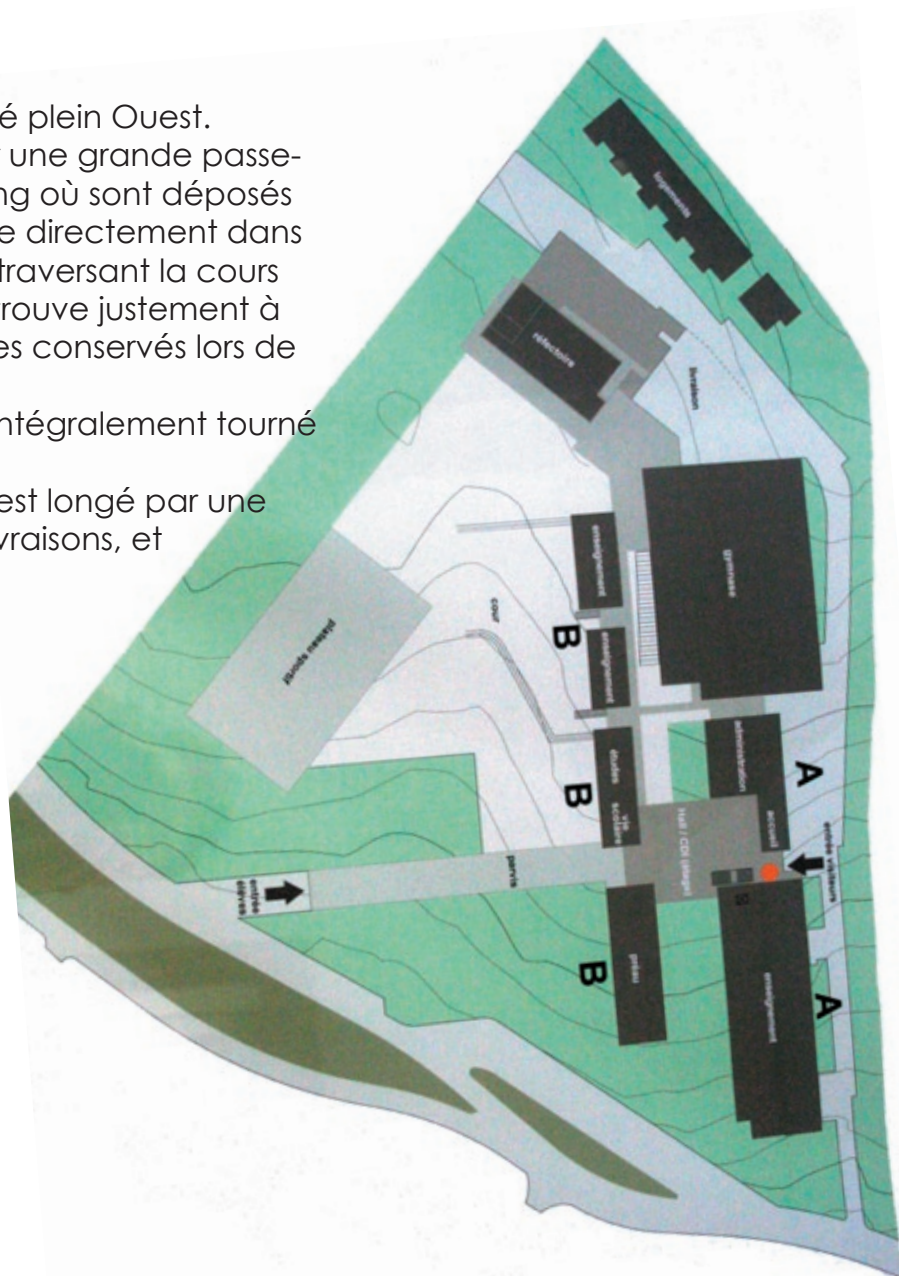 é plein Ouest.
une grande passe-
ng où sont déposés
e directement dans
traversant la cours
rouve justement à
es conservés lors de
ntégralement tourné
est longé par une
vraisons, et
logements
réfectoire
livraison
enseignement
gymnase
cour
B
enseignement
plateau sportif
administration
accueil
A
études
vie
scolaire
B
hall / CDI (étage)
entrée visiteurs
parvis
entrée
élèves
préau
B
enseignement
A